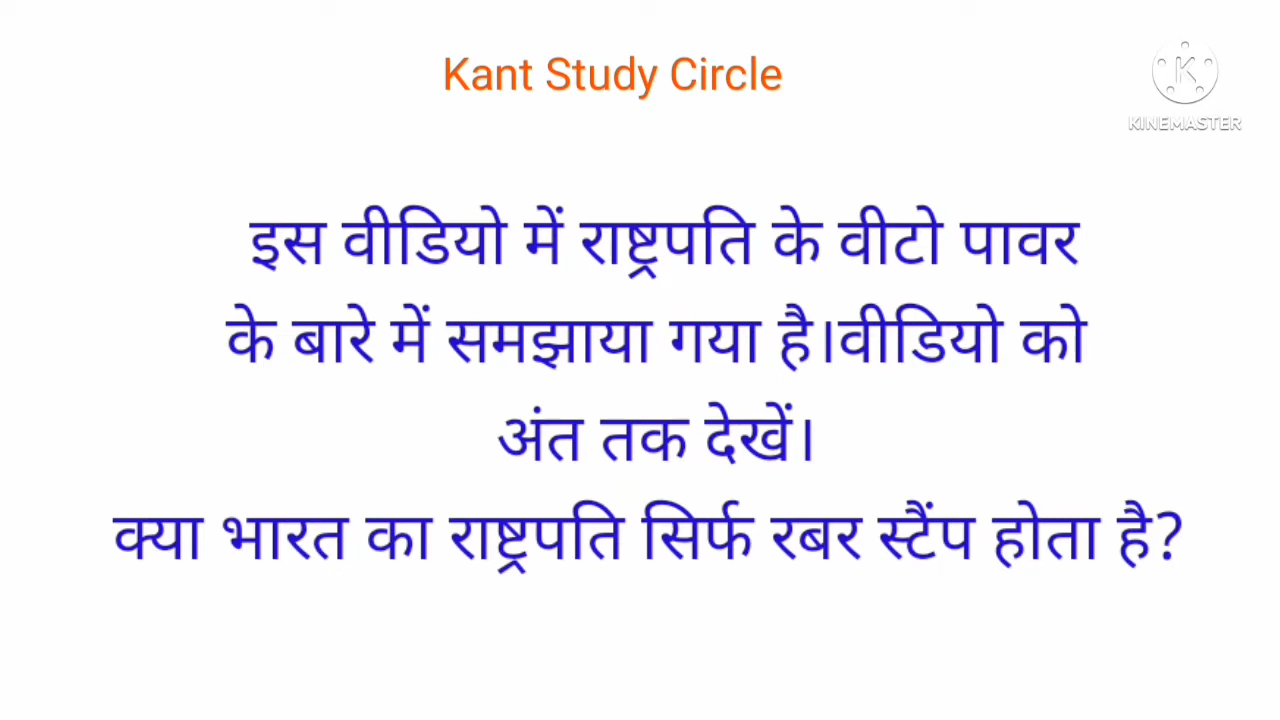 Kant Study Circle
KINEMASTER
इस वीडियो में राष्ट्रपति के वीटो पावर
के बारे में समझाया गया है।वीडियो को
अंत तक देखें।
क्या भारत का राष्ट्रपति सिर्फ रबर स्टैंप होता है?